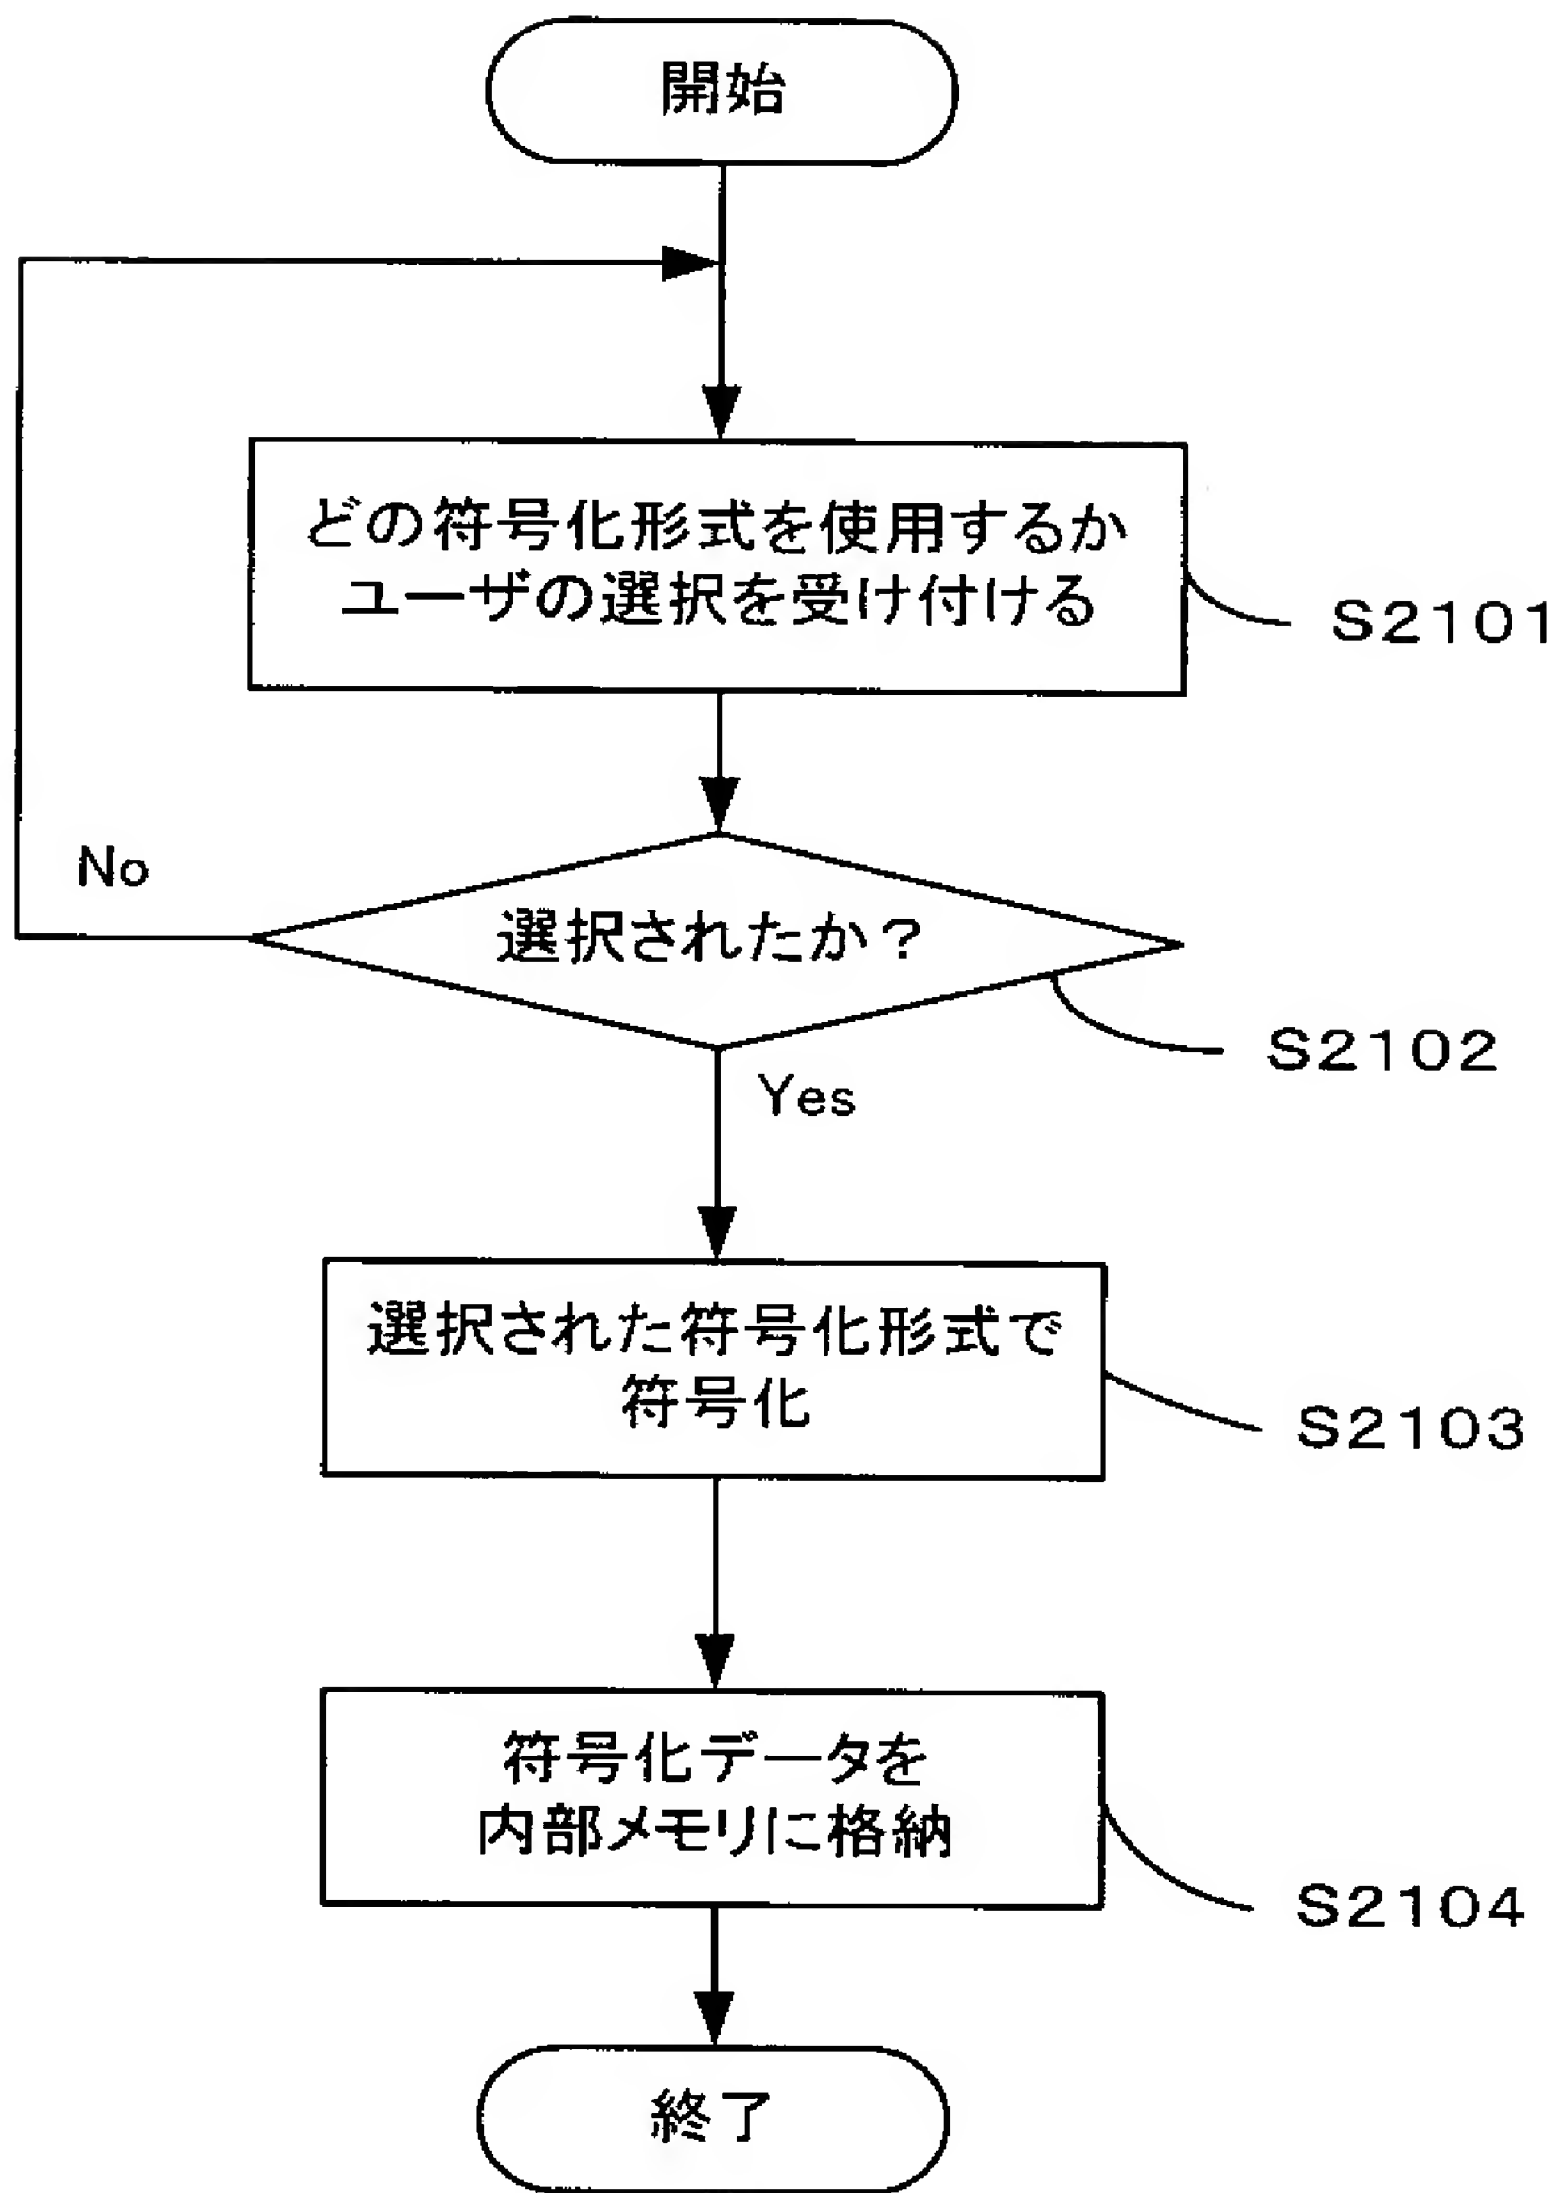 開始
どの符号化形式を使用するか
ユーザの選択を受け付ける
S2101
No
選択されたか？
S2102
Yes
選択された符号化形式で
符号化
S2103
符号化データを
内部メモリに格納
S2104
終了